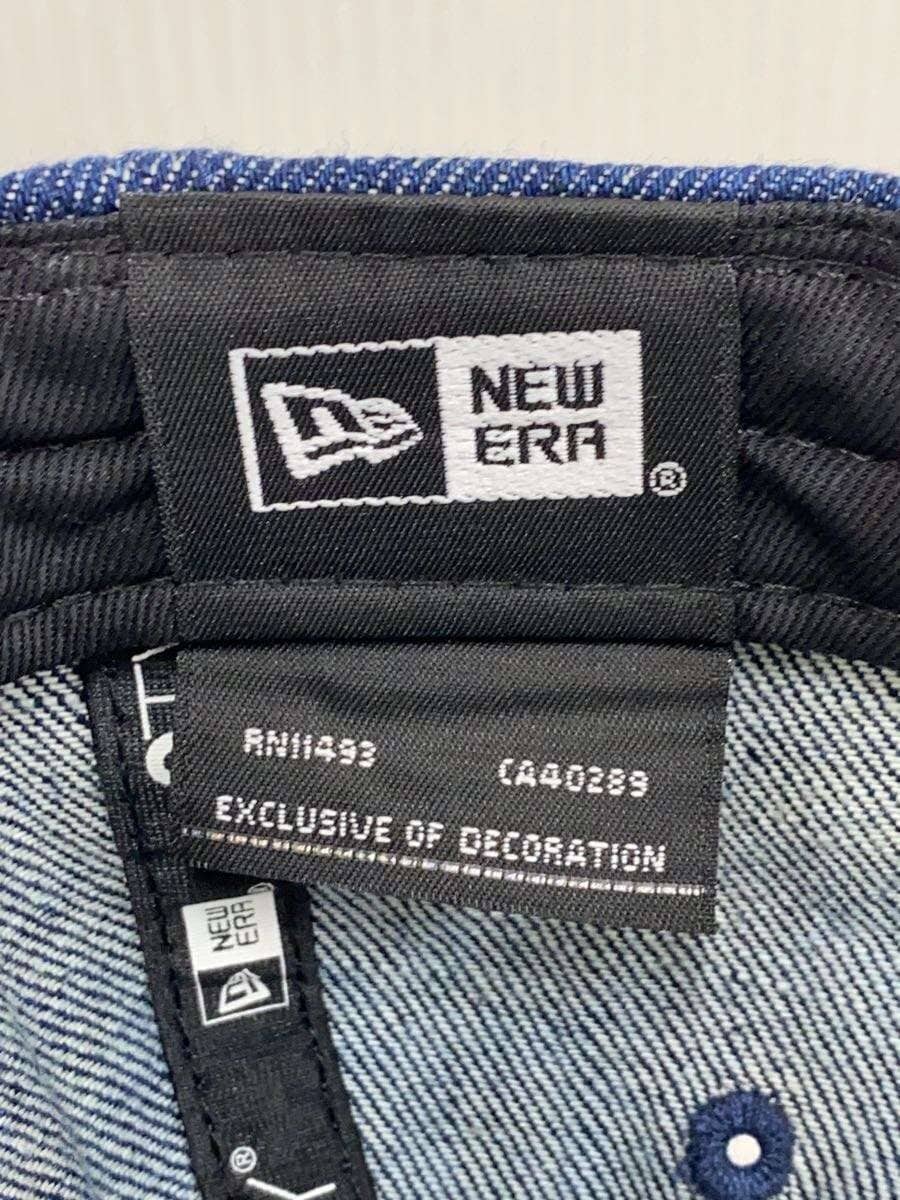 NEW
ERA
®
RN11493
CA40289
EXCLUSIVE OF DECORATION
NEW
ERA
®